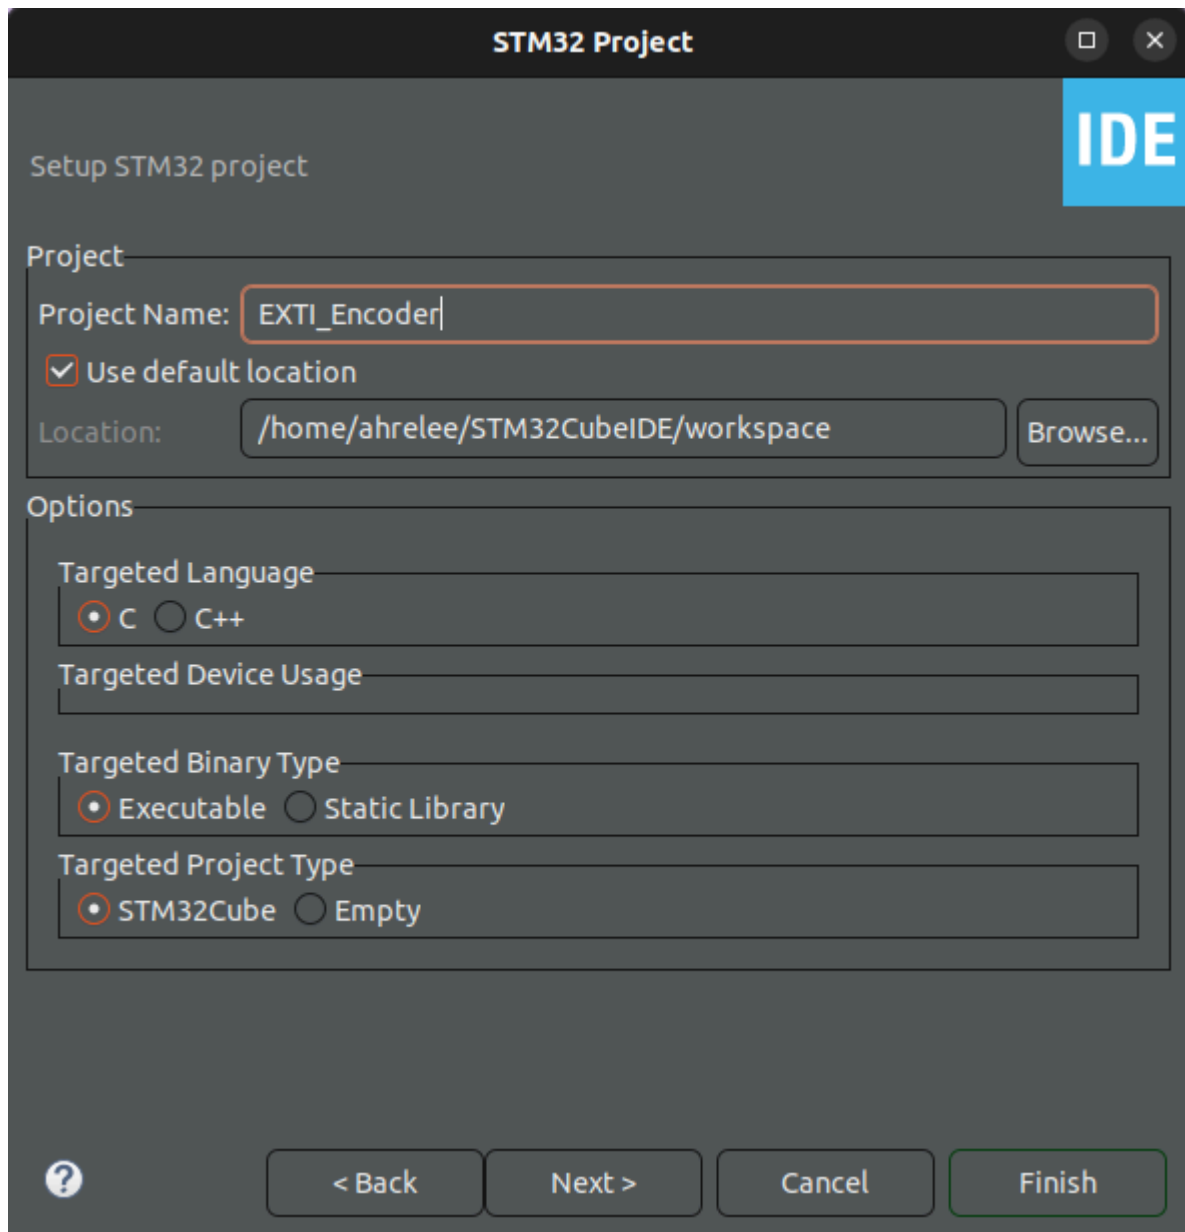 STM32 Project
IDE
Setup STM32 project
Project
Project Name: EXTI_Encoder
Use default location
Location: /home/ahrelee/STM32CubeIDE/workspace Browse...
Options
Targeted Language
C C++
Targeted Device Usage
Targeted Binary Type
Executable Static Library
Targeted Project Type
STM32Cube Empty
? < Back Next > Cancel Finish